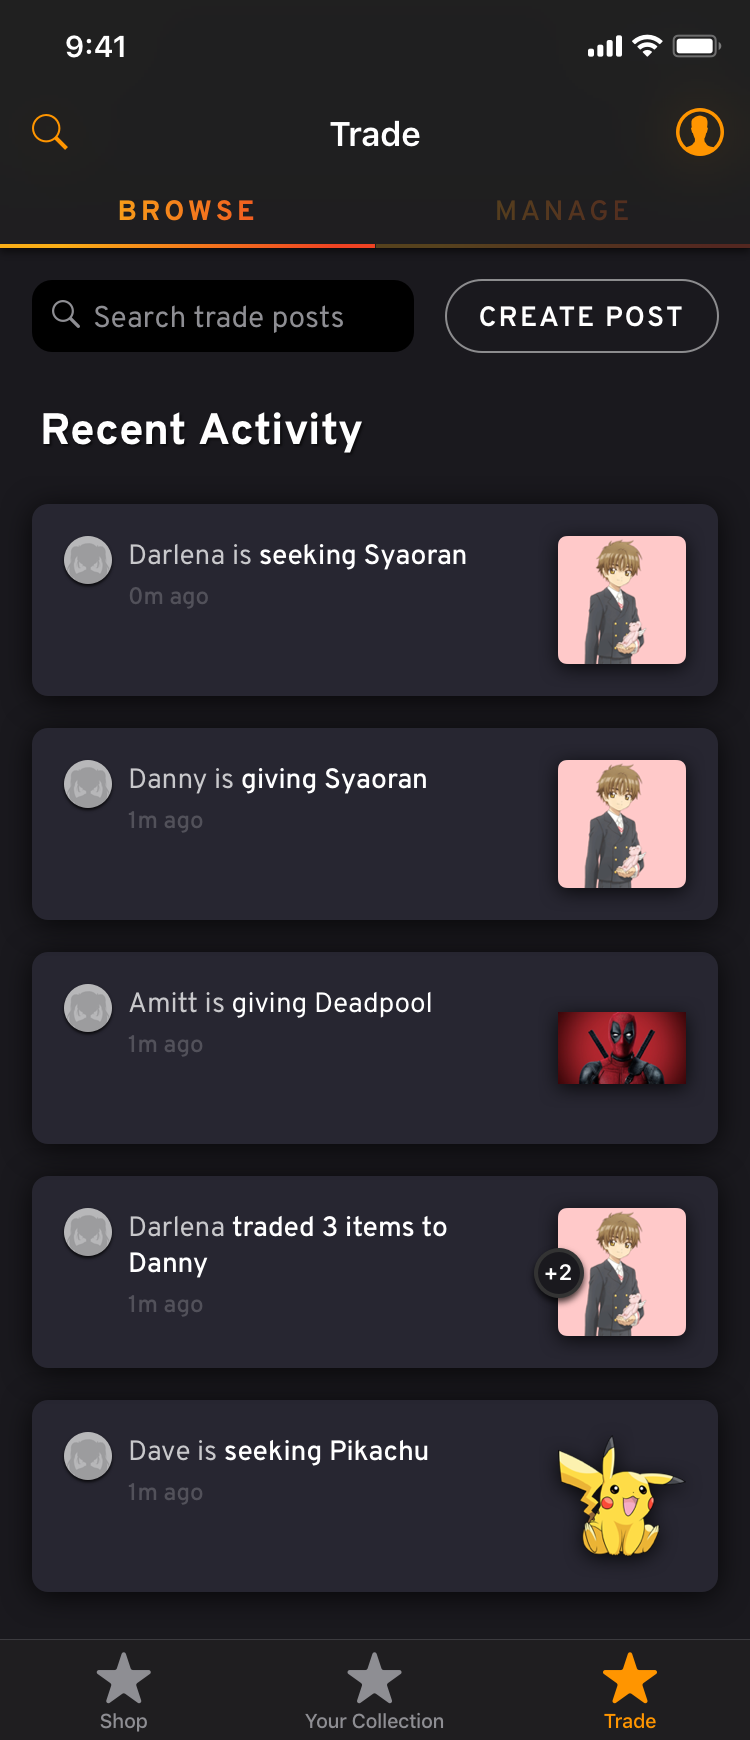 9:41
Trade
BROWSE
MANAGE
Search trade posts
CREATE POST
Recent Activity
Darlena is seeking Syaoran
0m ago
Danny is giving Syaoran
1m ago
Amitt is giving Deadpool
1m ago
Darlena traded 3 items to
Danny
1m ago
+2
Dave is seeking Pikachu
1m ago
Shop
Your Collection
Trade